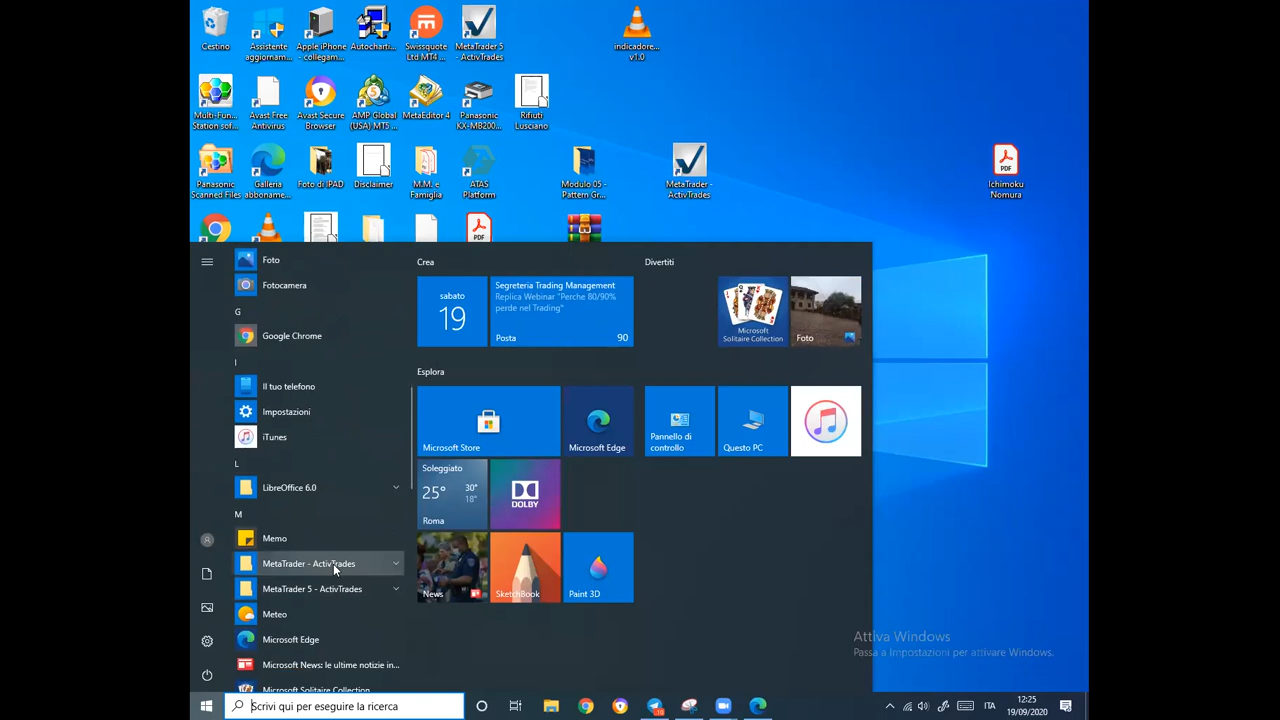 Cestino
Assistente
aggiornam...
Apple iPhone
- collegam...
Autocharti...
Swissquote
Ltd MT4 ...
MetaTrader 5
- ActivTrades
indicadore...
v1.0
Multi-Fun...
Station sof...
Avast Free
Antivirus
Avast Secure
Browser
AMP Global
(USA) MT5 ...
MetaEditor 4
Panasonic
KX-MB200...
Rifiuti
Lusciano
Panasonic
Scanned Files
Galleria
abboname...
Foto di IPAD
Disclaimer
M.M. e
Famiglia
ATAS
Platform
Modulo 05 -
Pattern Gr...
MetaTrader -
ActivTrades
PDF
Ichimoku
Nomura
PDF
Foto
Fotocamera
G
Google Chrome
I
Il tuo telefono
Impostazioni
iTunes
L
LibreOffice 6.0
M
Memo
MetaTrader - ActivTrades
MetaTrader 5 - ActivTrades
Meteo
Microsoft Edge
Microsoft News: le ultime notizie in...
Microsoft Solitaire Collection
Crea
sabato
19
Segreteria Trading Management
Replica Webinar "Perche 80/90%
perde nel Trading"
Posta
90
Divertiti
Microsoft
Solitaire Collection
Foto
Esplora
Microsoft Store
Microsoft Edge
Pannello di
controllo
Questo PC
Soleggiato
25°
30°
18°
Roma
DOLBY
News
SketchBook
Paint 3D
Attiva Windows
Passa a Impostazioni per attivare Windows.
Scrivi qui per eseguire la ricerca
ITA
12:25
19/09/2020